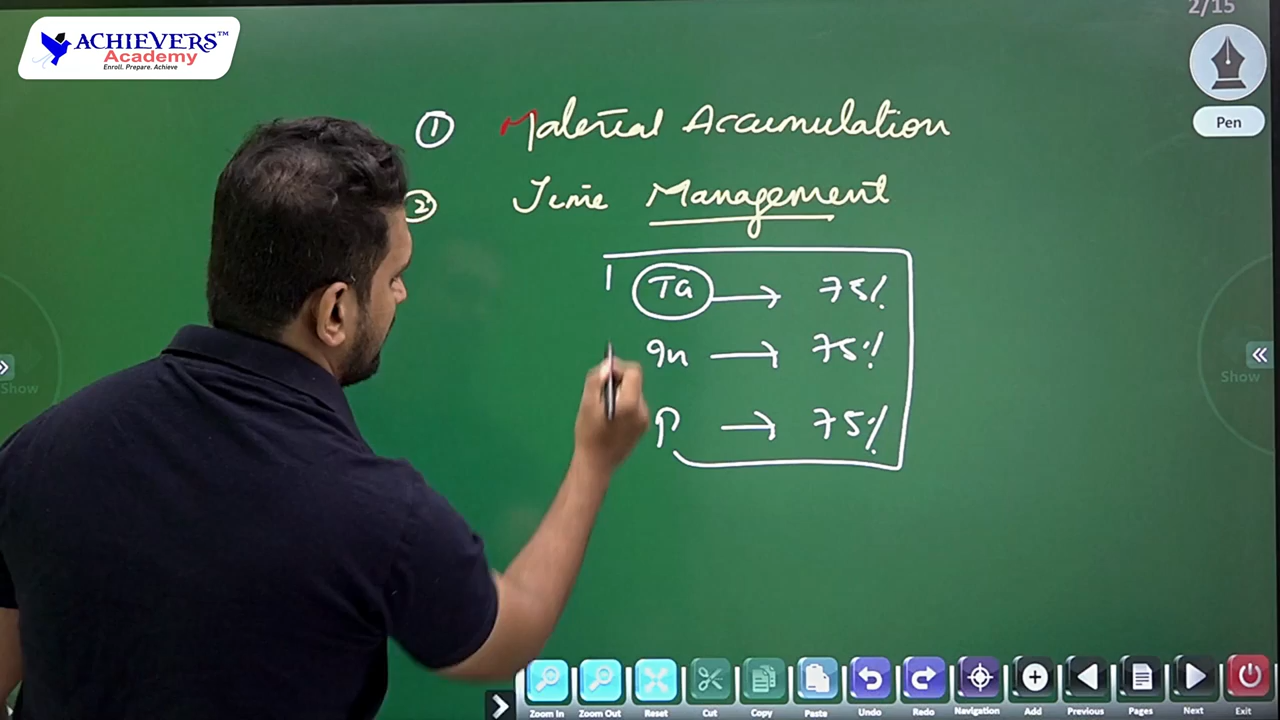 2/15
ACHIEVERS™
Academy
Enroll. Prepare. Achieve
Pen
① Material Accumulation
② Time Management
1 Ta → 75%
9n → 75%
P → 75%
Show
Show
Zoom In Zoom Out Reset Cut Copy Paste Undo Redo Navigation Add Previous Pages Next Exit